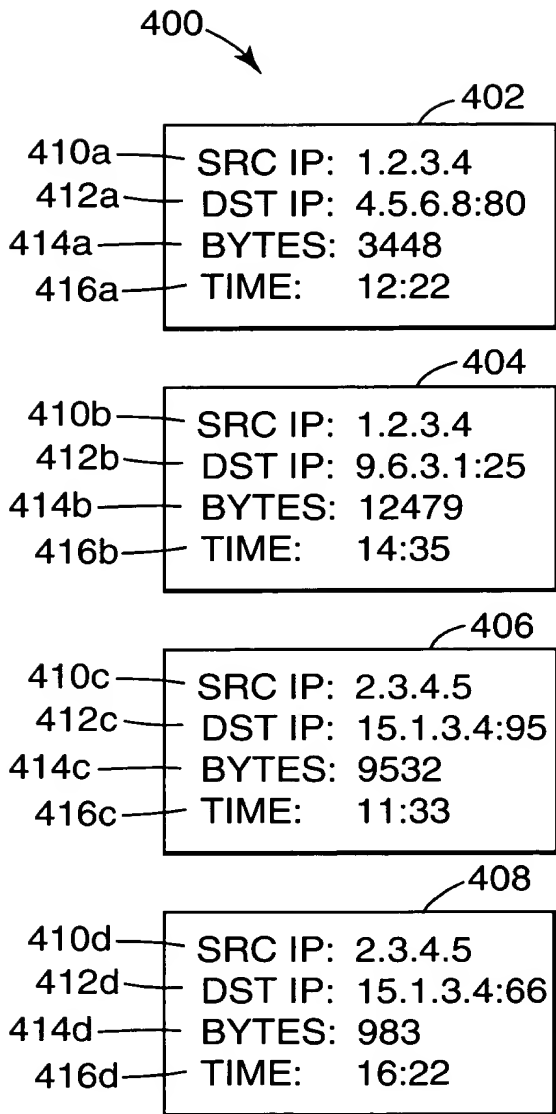 400
402
410a SRC IP: 1.2.3.4
412a DST IP: 4.5.6.8:80
414a BYTES: 3448
416a TIME: 12:22
404
410b SRC IP: 1.2.3.4
412b DST IP: 9.6.3.1:25
414b BYTES: 12479
416b TIME: 14:35
406
410c SRC IP: 2.3.4.5
412c DST IP: 15.1.3.4:95
414c BYTES: 9532
416c TIME: 11:33
408
410d SRC IP: 2.3.4.5
412d DST IP: 15.1.3.4:66
414d BYTES: 983
416d TIME: 16:22